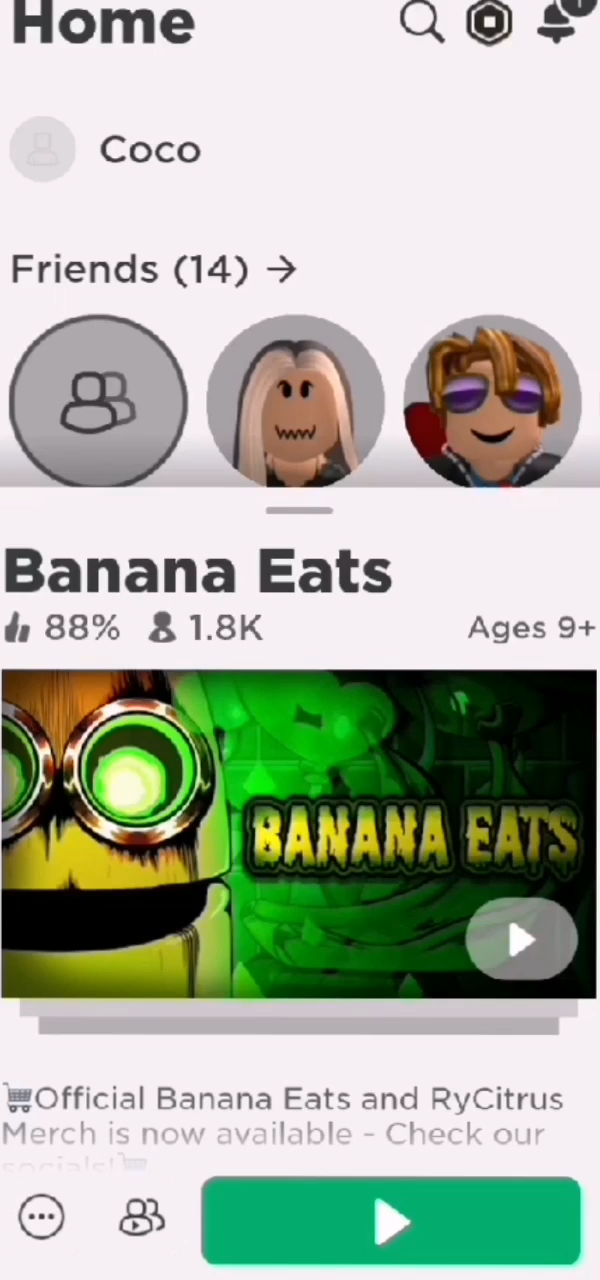 Home
Coco
Friends (14) →
Banana Eats
88% 1.8K Ages 9+
BANANA EATS
🛒Official Banana Eats and RyCitrus
Merch is now available - Check our
socials!🛒